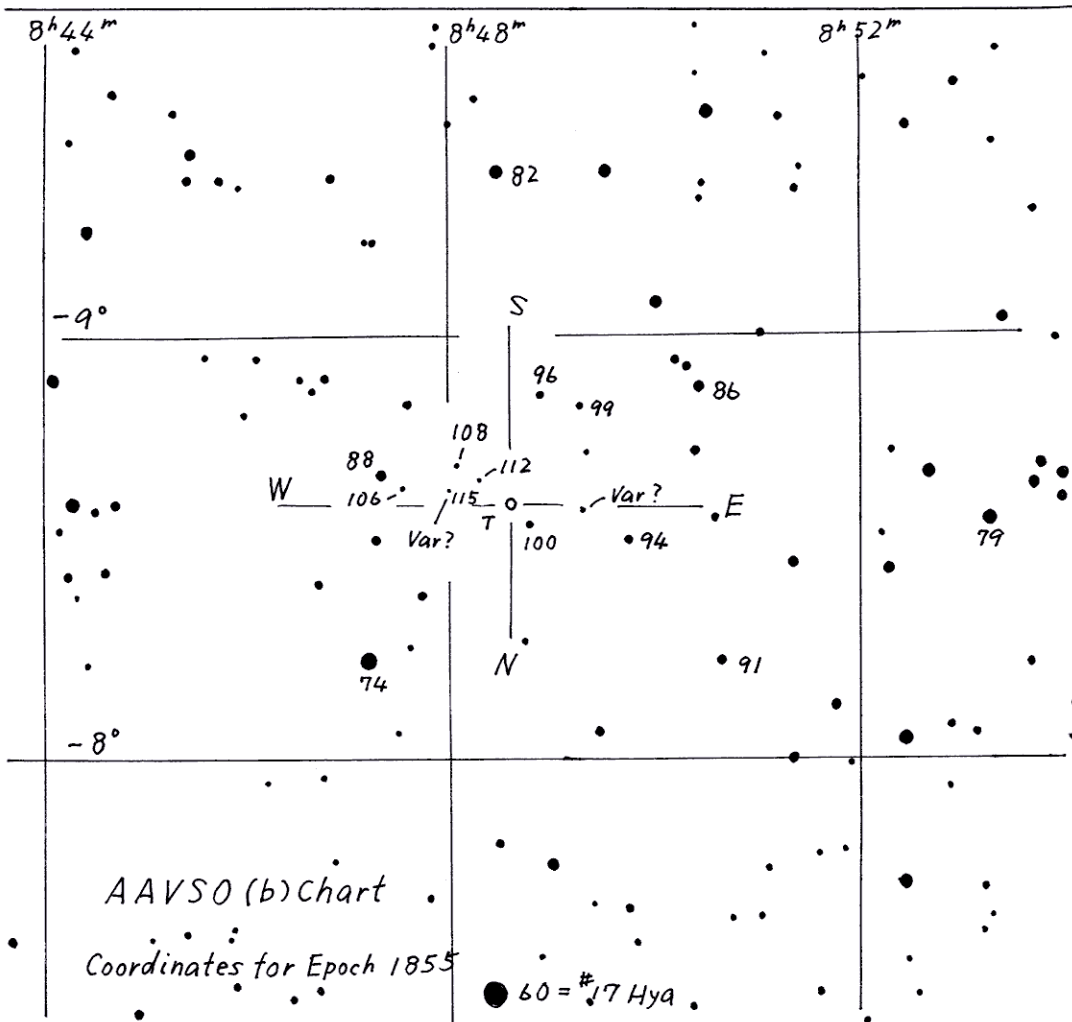 8h44m
8h48m
8h52m
82
S
-9°
96
99
86
108
88
112
W
106
115
T
Var?
E
Var?
100
94
79
N
74
91
-8°
AAVSO (b) Chart
Coordinates for Epoch 1855
60 = #17 Hya